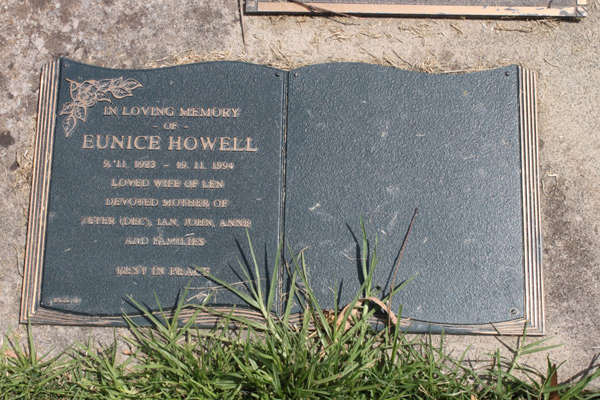 IN LOVING MEMORY
- OF -
EUNICE HOWELL
9. 11. 1923 - 19. 11. 1994
LOVED WIFE OF LEN
DEVOTED MOTHER OF
PETER (DEC), IAN, JOHN, ANNE
AND FAMILIES
REST IN PEACE